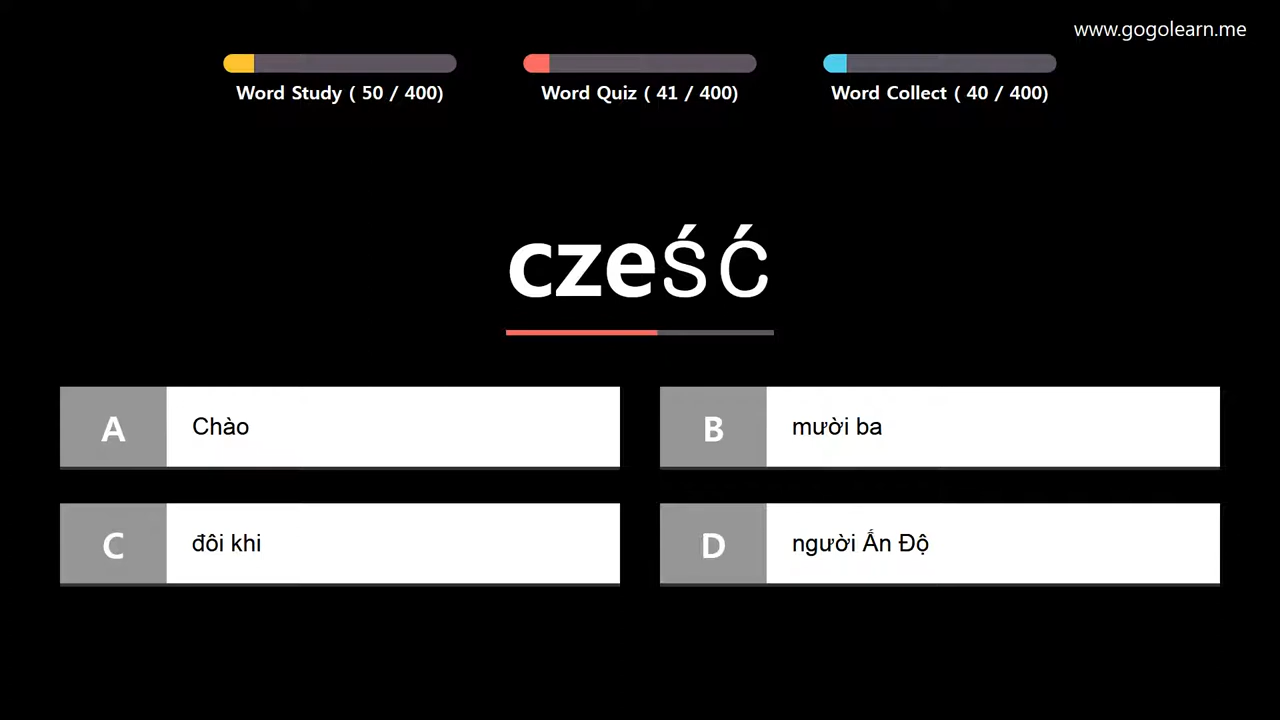 www.gogolearn.me
Word Study ( 50 / 400)
Word Quiz ( 41 / 400)
Word Collect ( 40 / 400)
cześć
A
Chào
B
mười ba
C
đôi khi
D
người Ấn Độ